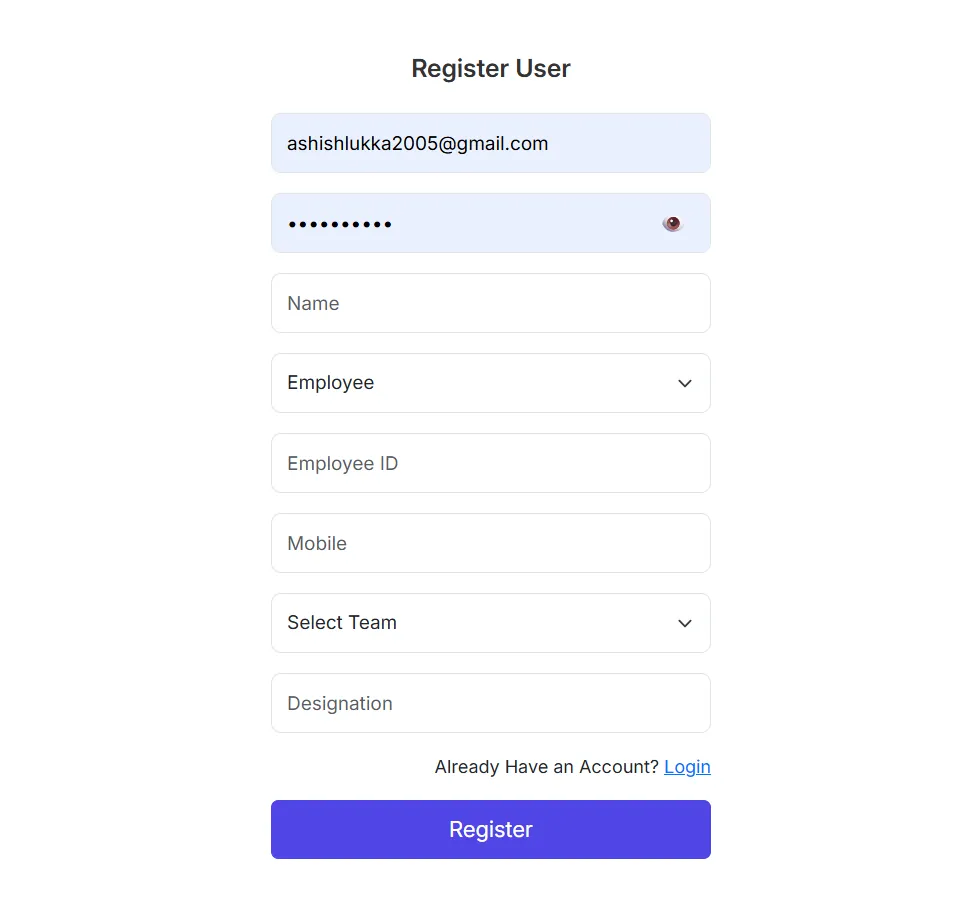 Register User
ashishlukka2005@gmail.com
••••••••••
Name
Employee
Employee ID
Mobile
Select Team
Designation
Already Have an Account? Login
Register